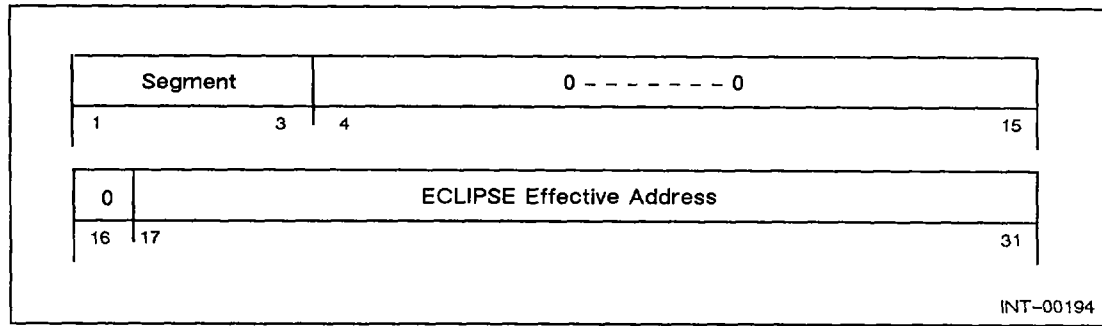 Segment 0 – – – – – – – 0
1 3 4 15
0 ECLIPSE Effective Address
16 17 31
INT–00194